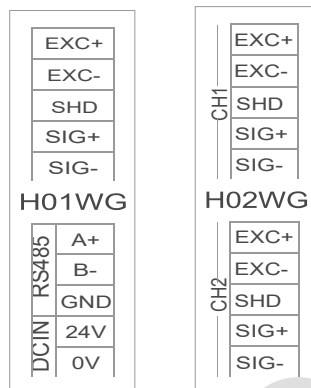 EXC+
EXC-
SHD
SIG+
SIG-
H01WG
RS485
A+
B-
GND
DCIN
24V
0V
CH1
EXC+
EXC-
SHD
SIG+
SIG-
H02WG
CH2
EXC+
EXC-
SHD
SIG+
SIG-